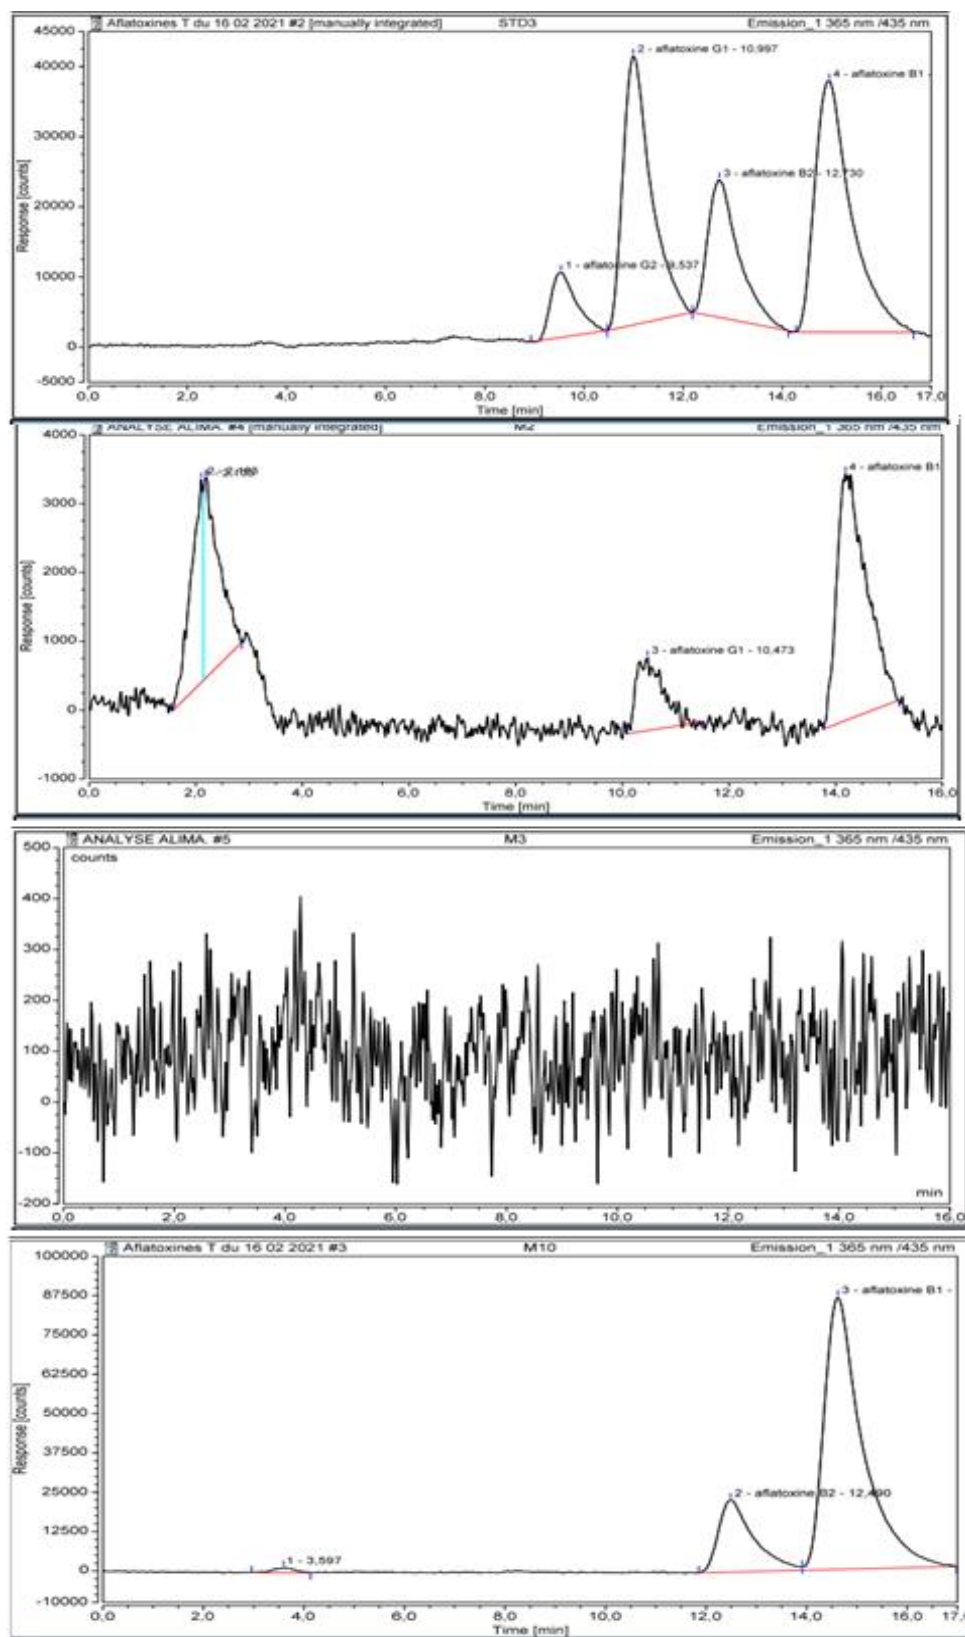 Aflatoxines T du 16 02 2021 #2 [manually integrated] STD3 Emission_1 365 nm /435 nm
45000
40000
30000
20000
10000
0
-5000
Response [counts]
2 - aflatoxine G1 - 10,997
4 - aflatoxine B1 -
3 - aflatoxine B2 - 12,730
1 - aflatoxine G2 - 9,537
0,0 2,0 4,0 6,0 8,0 10,0 12,0 14,0 16,0 17,0
Time [min]
ANALYSE ALIMA. #4 [manually integrated] M2 Emission_1 365 nm /435 nm
4000
3000
2000
1000
0
-1000
Response [counts]
4 - aflatoxine B1
3 - aflatoxine G1 - 10,473
0,0 2,0 4,0 6,0 8,0 10,0 12,0 14,0 16,0
Time [min]
ANALYSE ALIMA. #5 M3 Emission_1 365 nm /435 nm
counts
500
400
300
200
100
0
-100
-200
min
0,0 2,0 4,0 6,0 8,0 10,0 12,0 14,0 16,0
Aflatoxines T du 16 02 2021 #3 M10 Emission_1 365 nm /435 nm
100000
87500
75000
62500
50000
37500
25000
12500
0
-10000
Response [counts]
3 - aflatoxine B1 -
2 - aflatoxine B2 - 12,490
1 - 3,597
0,0 2,0 4,0 6,0 8,0 10,0 12,0 14,0 17,0
Time [min]